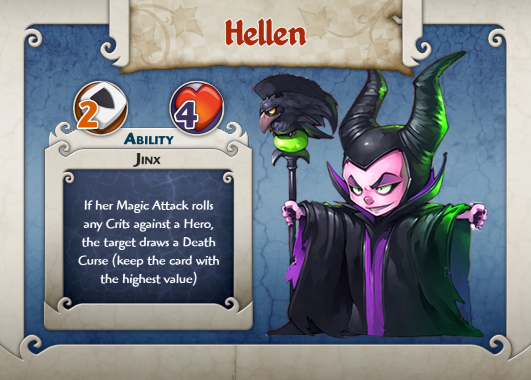 Hellen
2 4
Ability
Jinx
If her Magic Attack rolls
any Crits against a Hero,
the target draws a Death
Curse (keep the card with
the highest value)